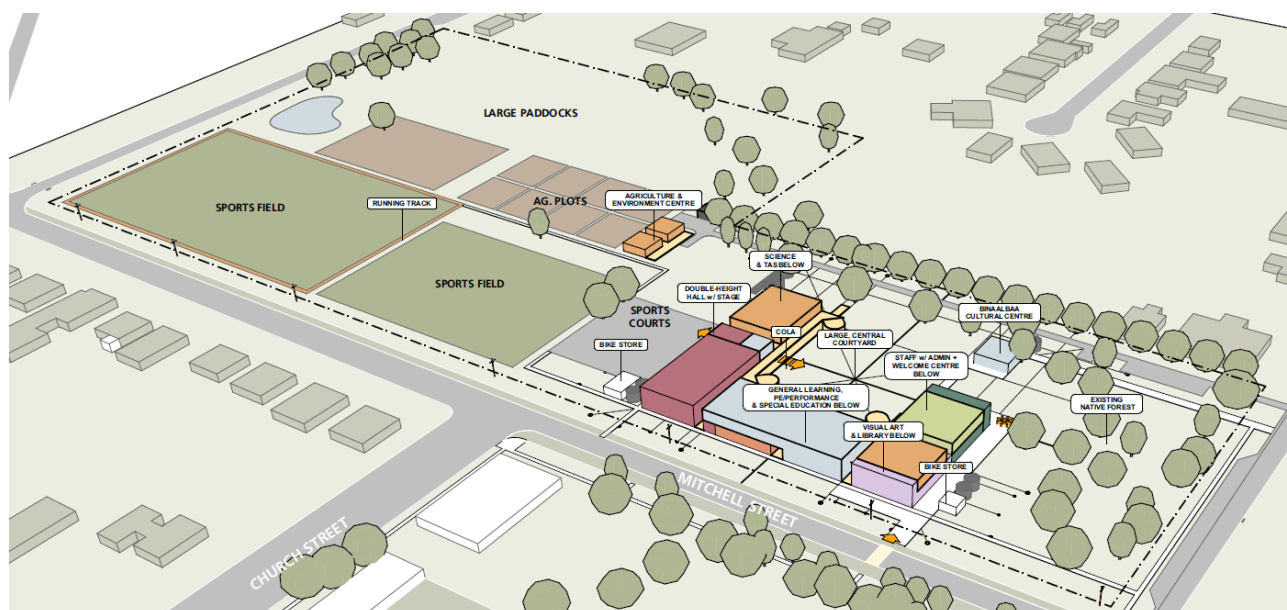 LARGE PADDOCKS
SPORTS FIELD
RUNNING TRACK
AG. PLOTS
AGRICULTURE &
ENVIRONMENT CENTRE
SPORTS FIELD
SCIENCE
& TAS BELOW
DOUBLE-HEIGHT
HALL w/ STAGE
SPORTS
COURTS
BINAALBAA
CULTURAL CENTRE
COLA
LARGE, CENTRAL
COURTYARD
BIKE STORE
STAFF w/ ADMIN +
WELCOME CENTRE
BELOW
GENERAL LEARNING,
PE/PERFORMANCE
& SPECIAL EDUCATION BELOW
EXISTING
NATIVE FOREST
VISUAL ART
& LIBRARY BELOW
BIKE STORE
MITCHELL STREET
CHURCH STREET